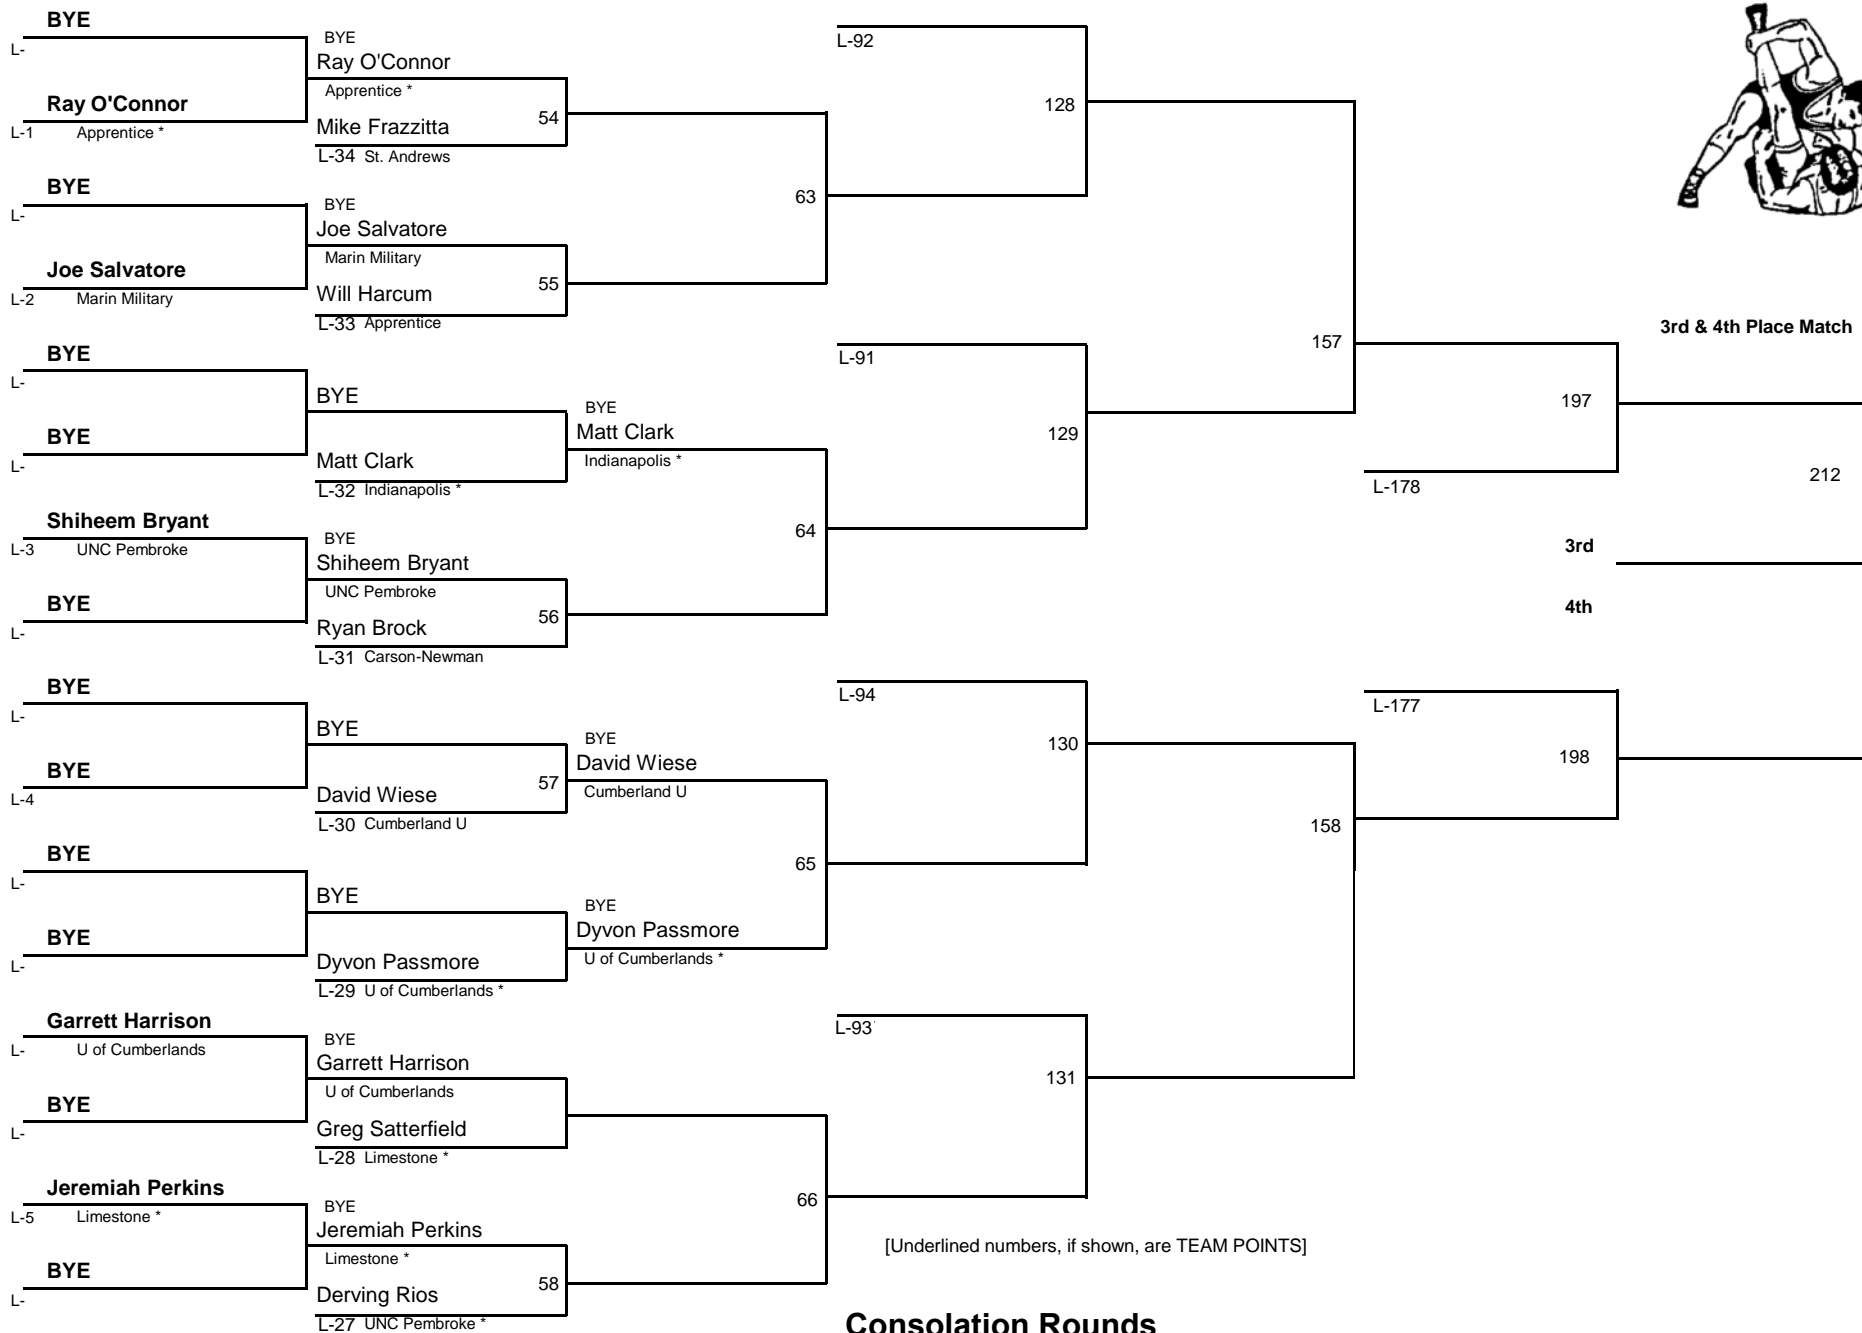 BYE
L-
Ray O'Connor
L-1 Apprentice *
BYE
L-
Joe Salvatore
L-2 Marin Military
BYE
L-
BYE
L-
Shiheem Bryant
L-3 UNC Pembroke
BYE
L-
BYE
L-
BYE
L-4
BYE
L-
BYE
L-
Garrett Harrison
L- U of Cumberlands
BYE
L-
Jeremiah Perkins
L-5 Limestone *
BYE
L-
BYE
Ray O'Connor
Apprentice *
54
Mike Frazzitta
L-34 St. Andrews
BYE
Joe Salvatore
Marin Military
55
Will Harcum
L-33 Apprentice
BYE
Matt Clark
L-32 Indianapolis *
BYE
Shiheem Bryant
UNC Pembroke
56
Ryan Brock
L-31 Carson-Newman
BYE
57
David Wiese
L-30 Cumberland U
BYE
Dyvon Passmore
L-29 U of Cumberlands *
BYE
Garrett Harrison
U of Cumberlands
Greg Satterfield
L-28 Limestone *
BYE
Jeremiah Perkins
Limestone *
58
Derving Rios
L-27 UNC Pembroke *
63
BYE
Matt Clark
Indianapolis *
64
BYE
David Wiese
Cumberland U
65
BYE
Dyvon Passmore
U of Cumberlands *
66
L-92
128
L-91
129
L-94
130
L-93
131
157
158
L-178
197
L-177
198
3rd & 4th Place Match
212
3rd
4th
[Underlined numbers, if shown, are TEAM POINTS]
Consolation Rounds